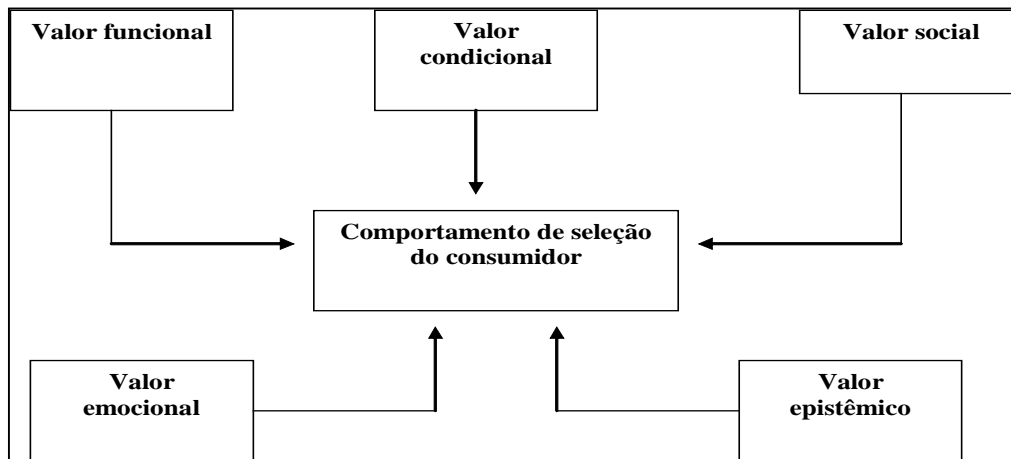 Valor funcional
Valor
condicional
Valor social
Comportamento de seleção
do consumidor
Valor
emocional
Valor
epistêmico